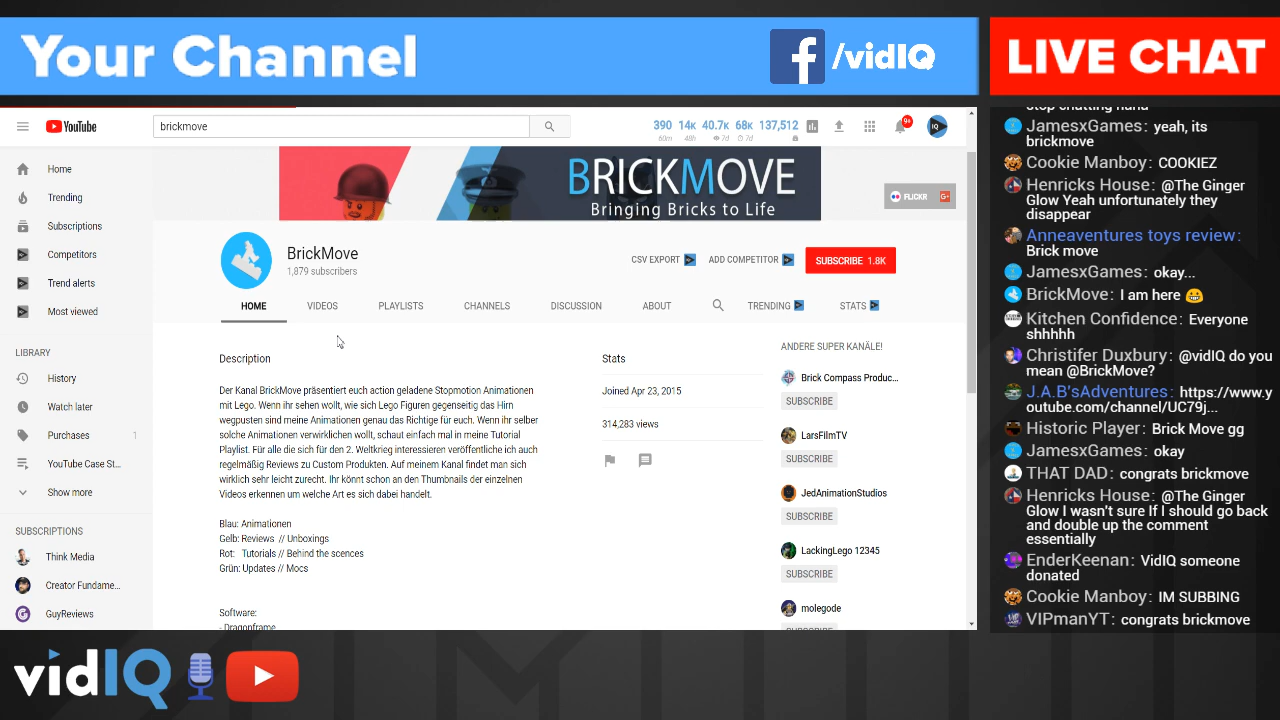 Your Channel
f /vidIQ
LIVE CHAT
YouTube
brickmove
390 14K 40.7K 68K 137,512
60m 48h 7d 7d
9+
IQ
Home
Trending
Subscriptions
Competitors
Trend alerts
Most viewed
LIBRARY
History
Watch later
Purchases 1
YouTube Case St...
Show more
SUBSCRIPTIONS
Think Media
Creator Fundame...
GuyReviews
BRICKMOVE
Bringing Bricks to Life
FLICKR G+
BrickMove
1,879 subscribers
CSV EXPORT ADD COMPETITOR SUBSCRIBE 1.8K
HOME VIDEOS PLAYLISTS CHANNELS DISCUSSION ABOUT TRENDING STATS
Description
Der Kanal BrickMove präsentiert euch action geladene Stopmotion Animationen
mit Lego. Wenn ihr sehen wollt, wie sich Lego Figuren gegenseitig das Hirn
wegpusten sind meine Animationen genau das Richtige für euch. Wenn ihr selber
solche Animationen verwirklichen wollt, schaut einfach mal in meine Tutorial
Playlist. Für alle die sich für den 2. Weltkrieg interessieren veröffentliche ich auch
regelmäßig Reviews zu Custom Produkten. Auf meinem Kanal findet man sich
wirklich sehr leicht zurecht. Ihr könnt schon an den Thumbnails der einzelnen
Videos erkennen um welche Art es sich dabei handelt.
Blau: Animationen
Gelb: Reviews // Unboxings
Rot: Tutorials // Behind the scences
Grün: Updates // Mocs
Software:
- Dragonframe
Stats
Joined Apr 23, 2015
314,283 views
ANDERE SUPER KANÄLE!
Brick Compass Produc...
SUBSCRIBE
LarsFilmTV
SUBSCRIBE
JedAnimationStudios
SUBSCRIBE
LackingLego 12345
SUBSCRIBE
molegode
stop chatting haha
JamesxGames: yeah, its
brickmove
Cookie Manboy: COOKIEZ
Henricks House: @The Ginger
Glow Yeah unfortunately they
disappear
Anneaventures toys review:
Brick move
JamesxGames: okay...
BrickMove: I am here 😁
Kitchen Confidence: Everyone
shhhhh
Christifer Duxbury: @vidIQ do you
mean @BrickMove?
J.A.B'sAdventures: https://www.y
outube.com/channel/UC79j...
Historic Player: Brick Move gg
JamesxGames: okay
THAT DAD: congrats brickmove
Henricks House: @The Ginger
Glow I wasn't sure If I should go back
and double up the comment
essentially
EnderKeenan: VidIQ someone
donated
Cookie Manboy: IM SUBBING
VIPmanYT: congrats brickmove
vidIQ